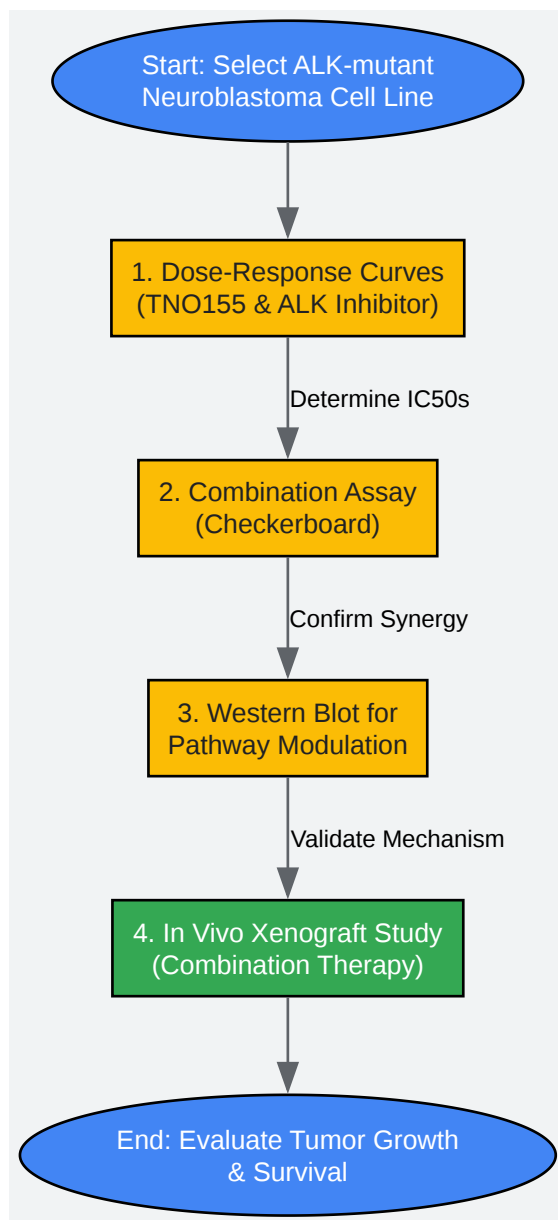 Start: Select ALK-mutant
Neuroblastoma Cell Line
1. Dose-Response Curves
(TNO155 & ALK Inhibitor)
Determine IC50s
2. Combination Assay
(Checkerboard)
Confirm Synergy
3. Western Blot for
Pathway Modulation
Validate Mechanism
4. In Vivo Xenograft Study
(Combination Therapy)
End: Evaluate Tumor Growth
& Survival